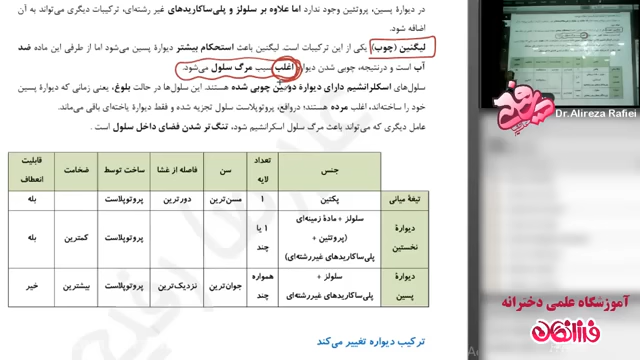 در دیوارهٔ پسین، پروتئین وجود ندارد اما علاوه بر سلولز و پلی‌ساکاریدهای غیر رشته‌ای، ترکیبات دیگری می‌تواند به آن
اضافه شود.
لیگنین (چوب) یکی از این ترکیبات است. لیگنین باعث استحکام بیشتر دیوارهٔ پسین می‌شود اما از طرفی این ماده ضد
آب است و درنتیجه، چوبی شدن دیواره اغلب سبب مرگ سلول می‌شود.
سلول‌های اسکلرانشیم دارای دیوارهٔ دومین چوبی شده هستند. این سلول‌ها در حالت بلوغ، یعنی زمانی که دیوارهٔ پسین
خود را ساخته‌اند، اغلب مرده هستند؛ درواقع، پروتوپلاست سلول تجزیه شده و فقط دیوارهٔ یاخته‌ای باقی می‌ماند.
عامل دیگری که می‌تواند باعث مرگ سلول اسکرانشیم شود، تنگ‌تر شدن فضای داخل سلول است.
جنس تعداد لایه سن فاصله از غشا ساخت توسط ضخامت قابلیت انعطاف
تیغهٔ میانی پکتین ۱ مسن‌ترین دورترین پروتوپلاست بله
دیوارهٔ نخستین سلولز + مادهٔ زمینه‌ای (پروتئین + پلی‌ساکاریدهای غیررشته‌ای) ۱ یا چند پروتوپلاست کمترین بله
دیوارهٔ پسین سلولز + پلی‌ساکاریدهای غیررشته‌ای همواره چند جوان‌ترین نزدیک‌ترین پروتوپلاست بیشترین خیر
ترکیب دیواره تغییر می‌کند
Dr.Alireza Rafiei
آموزشگاه علمی دخترانه
فرزانگان